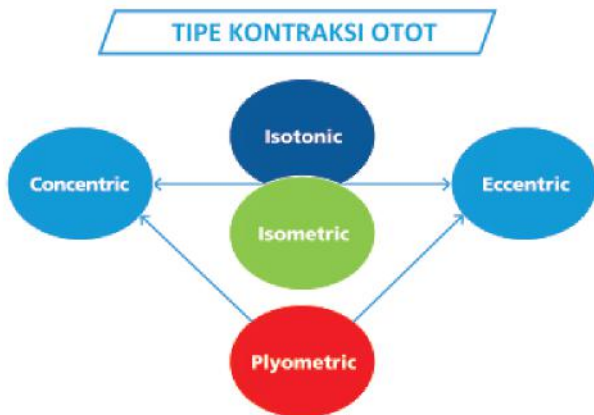 TIPE KONTRAKSI OTOT
Isotonic
Concentric
Eccentric
Isometric
Plyometric